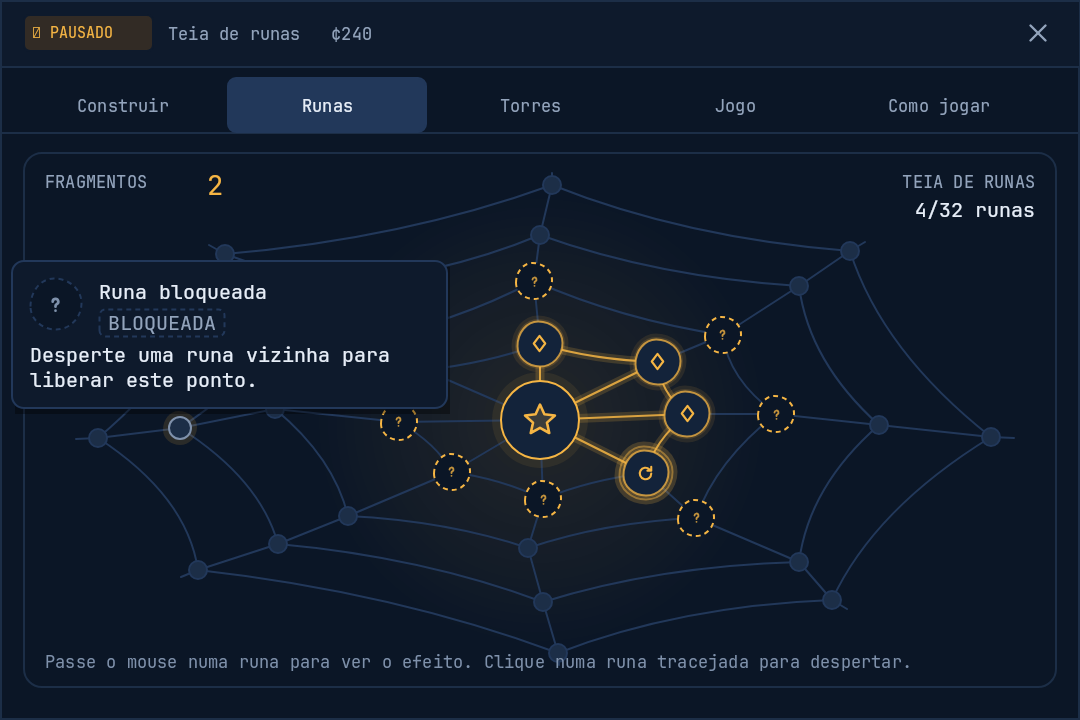 PAUSADO
Teia de runas ₵240
Construir
Runas
Torres
Jogo
Como jogar
FRAGMENTOS 2
TEIA DE RUNAS
4/32 runas
?
Runa bloqueada
BLOQUEADA
Desperte uma runa vizinha para
liberar este ponto.
?
?
?
?
?
?
?
Passe o mouse numa runa para ver o efeito. Clique numa runa tracejada para despertar.